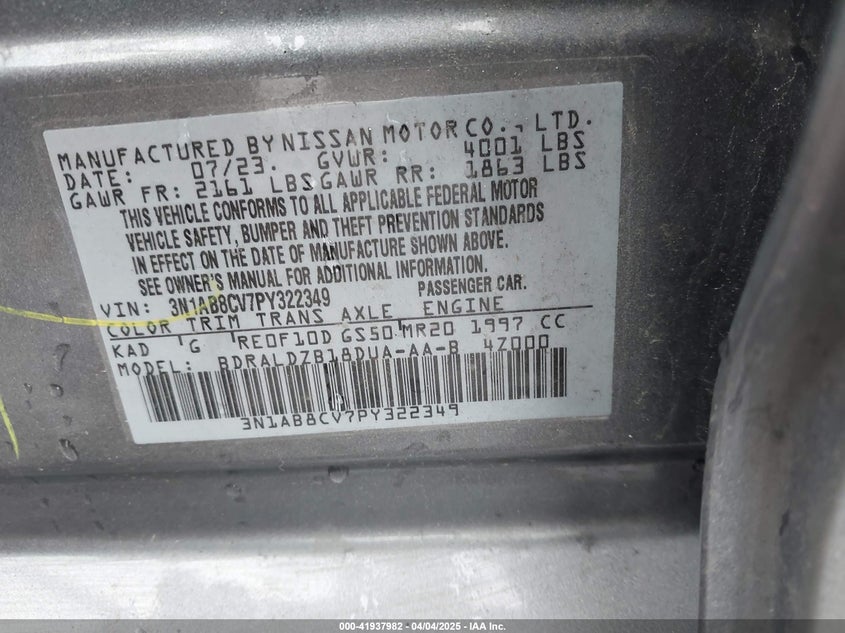 MANUFACTURED BY NISSAN MOTOR CO., LTD.
DATE: 07/23. GVWR: 4001 LBS
GAWR FR: 2161 LBS GAWR RR: 1863 LBS
THIS VEHICLE CONFORMS TO ALL APPLICABLE FEDERAL MOTOR
VEHICLE SAFETY, BUMPER AND THEFT PREVENTION STANDARDS
IN EFFECT ON THE DATE OF MANUFACTURE SHOWN ABOVE.
SEE OWNER'S MANUAL FOR ADDITIONAL INFORMATION.
VIN: 3N1AB8CV7PY322349 PASSENGER CAR.
COLOR TRIM TRANS AXLE ENGINE
KAD G RE0F10D GS50 MR20 1997 CC
MODEL: BDRALDZB18DUA-AA-B 4Z000
3N1AB8CV7PY322349
000-41937982 - 04/04/2025 - IAA Inc.